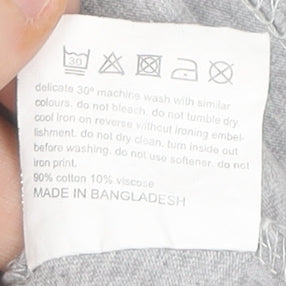 30
delicate 30° machine wash with similar
colours. do not bleach. do not tumble dry.
cool iron on reverse without ironing embel-
lishment. do not dry clean. turn inside out
before washing. do not use softener. do not
iron print.
90% cotton 10% viscose
MADE IN BANGLADESH